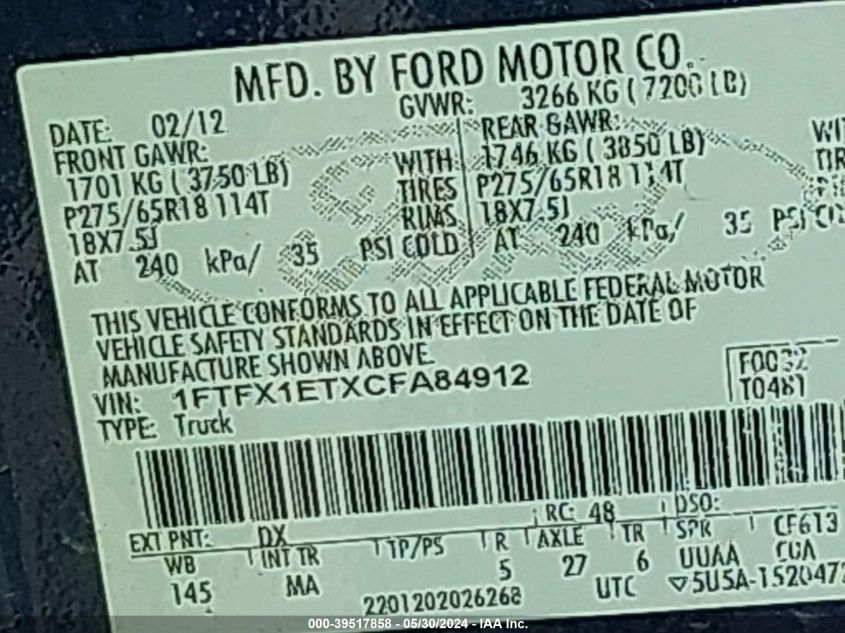 MFD. BY FORD MOTOR CO.
DATE: 02/12 GVWR: 3266 KG ( 7200 LB)
FRONT GAWR: REAR GAWR:
1701 KG ( 3750 LB) WITH 1746 KG ( 3850 LB)
P275/65R18 114T TIRES P275/65R18 114T TIR
18X7.5J RIMS 18X7.5J
AT 240 kPa/ 35 PSI COLD AT 240 kPa/ 35 PSI CO
THIS VEHICLE CONFORMS TO ALL APPLICABLE FEDERAL MOTOR
VEHICLE SAFETY STANDARDS IN EFFECT ON THE DATE OF
MANUFACTURE SHOWN ABOVE.
VIN: 1FTFX1ETXCFA84912
TYPE: Truck T0481
RC: 48 DSO:
EXT PNT: DX
WB INT TR TP/PS R AXLE TR SPR CF613
145 MA 5 27 6 UUAA
2201202026268 UTC ▽5U5A-1520472
000-39517858 - 05/30/2024 - IAA Inc.